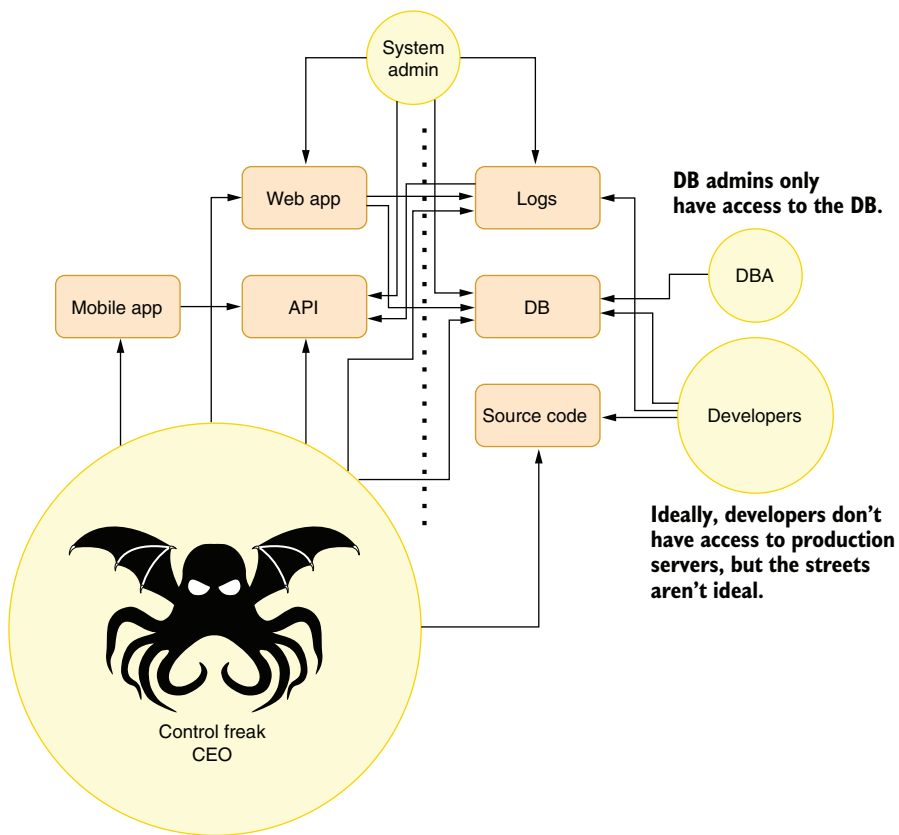 System
admin
Web app
Logs
DB admins only
have access to the DB.
Mobile app
API
DB
DBA
Source code
Developers
Ideally, developers don’t
have access to production
servers, but the streets
aren’t ideal.
Control freak
CEO